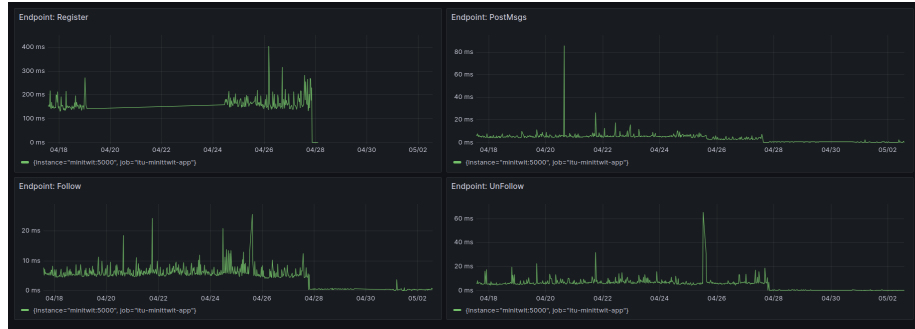 Endpoint: Register
400 ms
300 ms
200 ms
100 ms
0 ms
04/18 04/20 04/22 04/24 04/26 04/28 04/30 05/02
{instance="minitwit:5000", job="itu-minittwit-app"}
Endpoint: PostMsgs
80 ms
60 ms
40 ms
20 ms
0 ms
04/18 04/20 04/22 04/24 04/26 04/28 04/30 05/02
{instance="minitwit:5000", job="itu-minittwit-app"}
Endpoint: Follow
20 ms
10 ms
0 ms
04/18 04/20 04/22 04/24 04/26 04/28 04/30 05/02
{instance="minitwit:5000", job="itu-minittwit-app"}
Endpoint: UnFollow
60 ms
40 ms
20 ms
0 ms
04/18 04/20 04/22 04/24 04/26 04/28 04/30 05/02
{instance="minitwit:5000", job="itu-minittwit-app"}